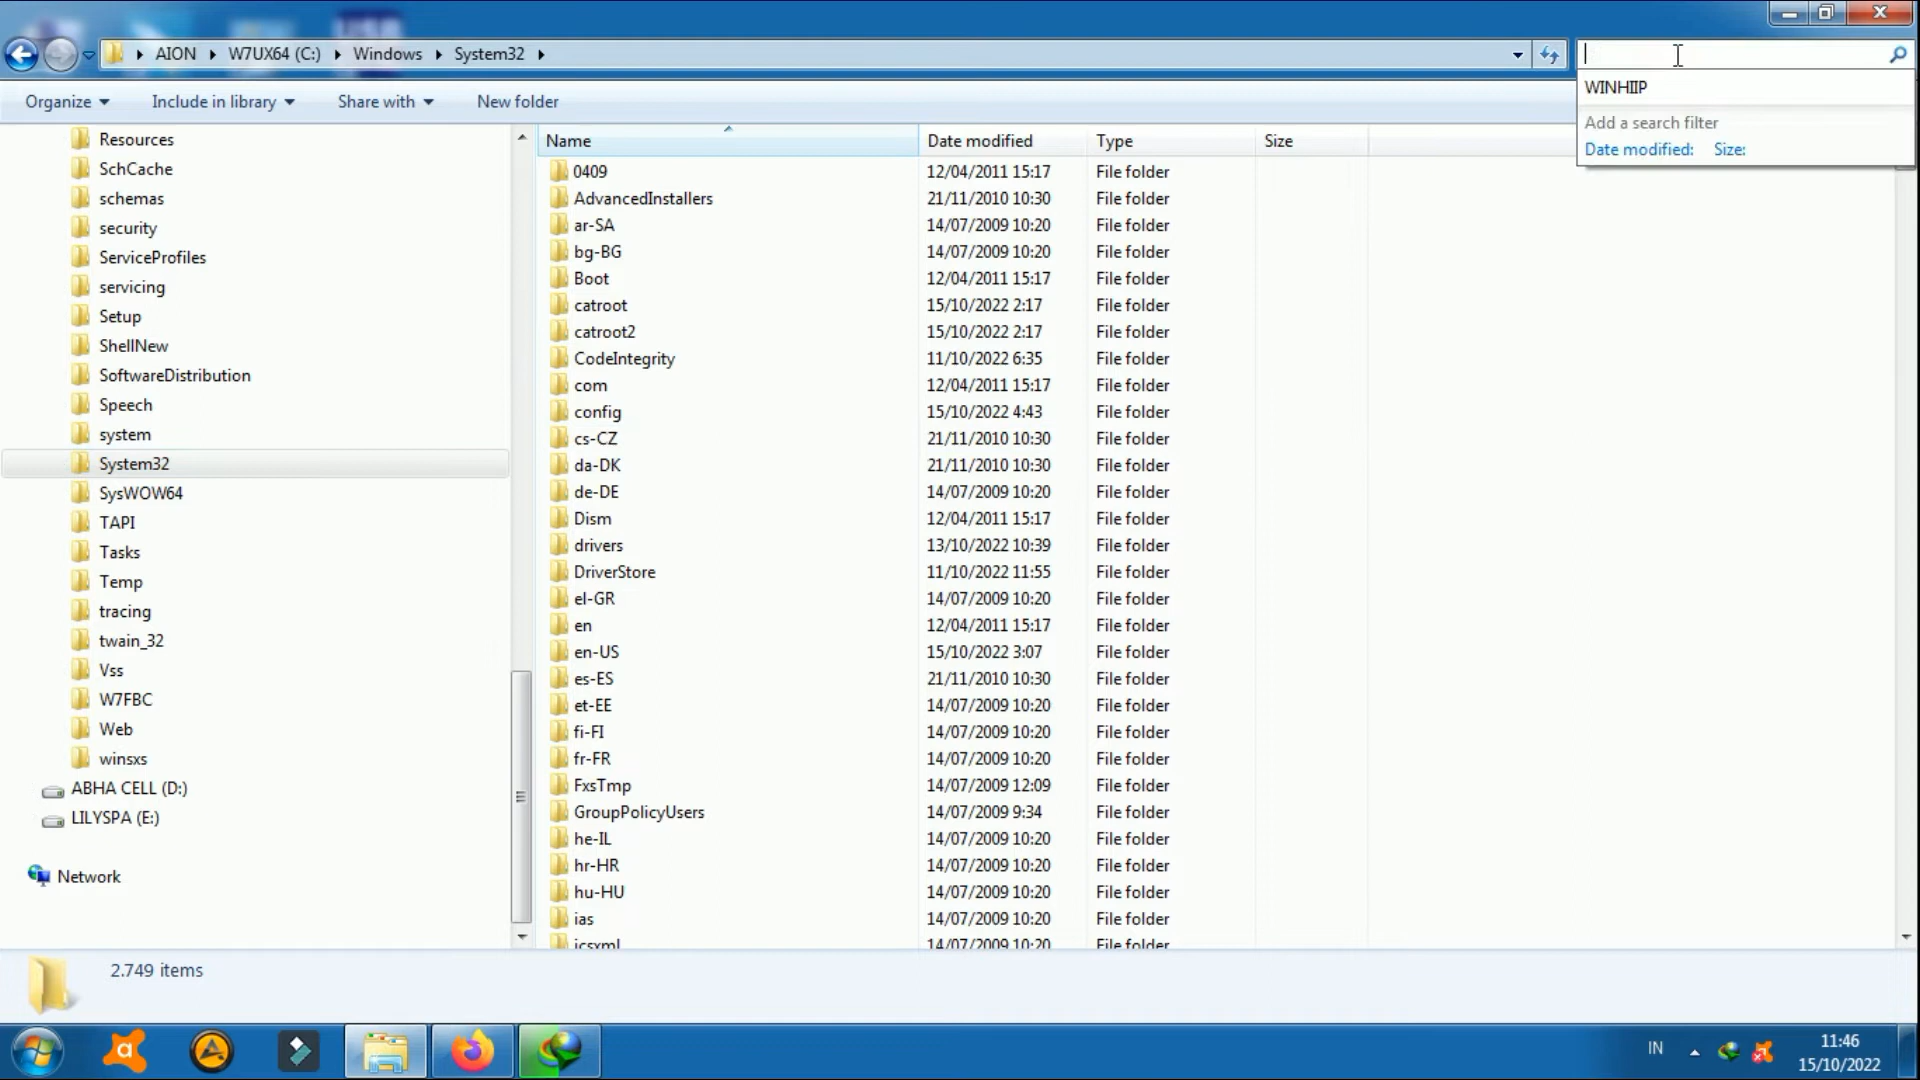 AION W7UX64 (C:) Windows System32
WINHIIP
Add a search filter
Date modified: Size:
Organize Include in library Share with New folder
Resources
SchCache
schemas
security
ServiceProfiles
servicing
Setup
ShellNew
SoftwareDistribution
Speech
system
System32
SysWOW64
TAPI
Tasks
Temp
tracing
twain_32
Vss
W7FBC
Web
winsxs
ABHA CELL (D:)
LILYSPA (E:)
Network
Name Date modified Type Size
0409 12/04/2011 15:17 File folder
AdvancedInstallers 21/11/2010 10:30 File folder
ar-SA 14/07/2009 10:20 File folder
bg-BG 14/07/2009 10:20 File folder
Boot 12/04/2011 15:17 File folder
catroot 15/10/2022 2:17 File folder
catroot2 15/10/2022 2:17 File folder
CodeIntegrity 11/10/2022 6:35 File folder
com 12/04/2011 15:17 File folder
config 15/10/2022 4:43 File folder
cs-CZ 21/11/2010 10:30 File folder
da-DK 21/11/2010 10:30 File folder
de-DE 14/07/2009 10:20 File folder
Dism 12/04/2011 15:17 File folder
drivers 13/10/2022 10:39 File folder
DriverStore 11/10/2022 11:55 File folder
el-GR 14/07/2009 10:20 File folder
en 12/04/2011 15:17 File folder
en-US 15/10/2022 3:07 File folder
es-ES 21/11/2010 10:30 File folder
et-EE 14/07/2009 10:20 File folder
fi-FI 14/07/2009 10:20 File folder
fr-FR 14/07/2009 10:20 File folder
FxsTmp 14/07/2009 12:09 File folder
GroupPolicyUsers 14/07/2009 9:34 File folder
he-IL 14/07/2009 10:20 File folder
hr-HR 14/07/2009 10:20 File folder
hu-HU 14/07/2009 10:20 File folder
ias 14/07/2009 10:20 File folder
icsxml 14/07/2009 10:20 File folder
2.749 items
IN
11:46
15/10/2022